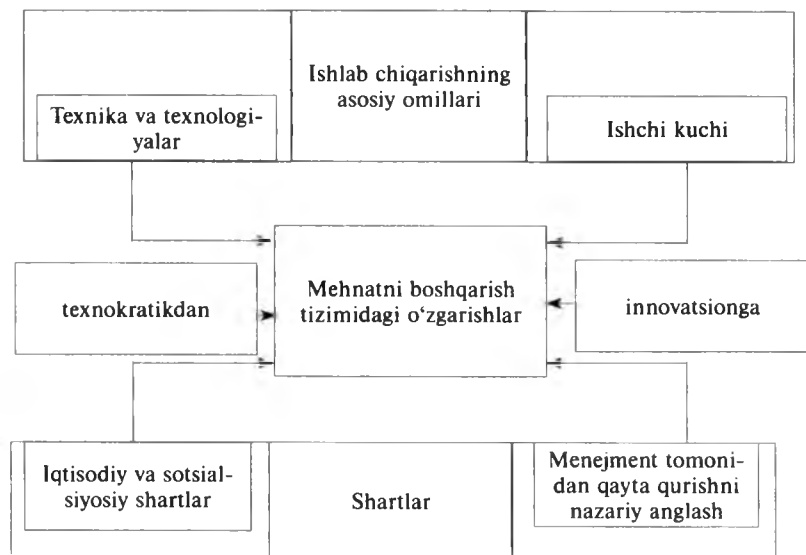 Ishlab chiqarishning
asosiy omillari
Texnika va texnologi-
yalar
Ishchi kuchi
texnokratikdan
Mehnatni boshqarish
tizimidagi o‘zgarishlar
innovatsionga
Iqtisodiy va sotsial-
siyosiy shartlar
Shartlar
Menejment tomoni-
dan qayta qurishni
nazariy anglash